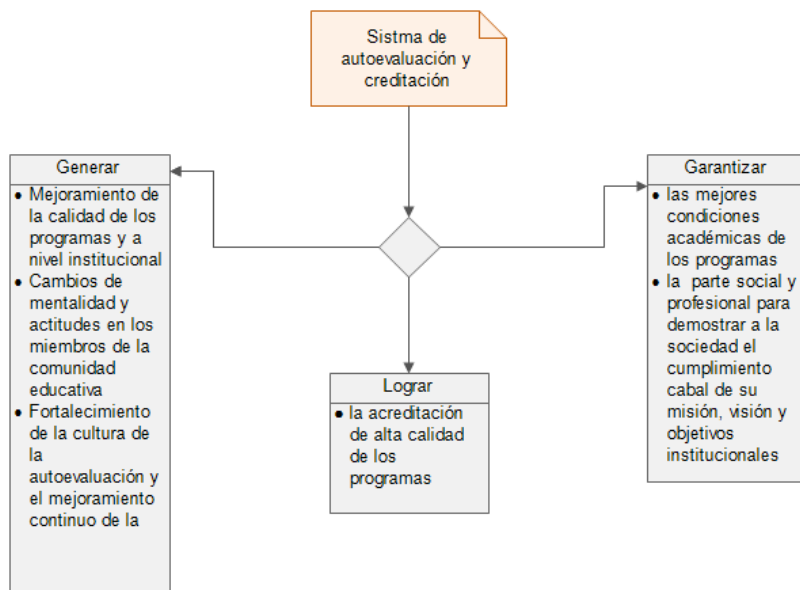 Sistma de
autoevaluación y
creditación
Generar
• Mejoramiento de
la calidad de los
programas y a
nivel institucional
• Cambios de
mentalidad y
actitudes en los
miembros de la
comunidad
educativa
• Fortalecimiento
de la cultura de
la
autoevaluación y
el mejoramiento
continuo de la
Lograr
• la acreditación
de alta calidad
de los
programas
Garantizar
• las mejores
condiciones
académicas de
los programas
• la parte social y
profesional para
demostrar a la
sociedad el
cumplimiento
cabal de su
misión, visión y
objetivos
institucionales